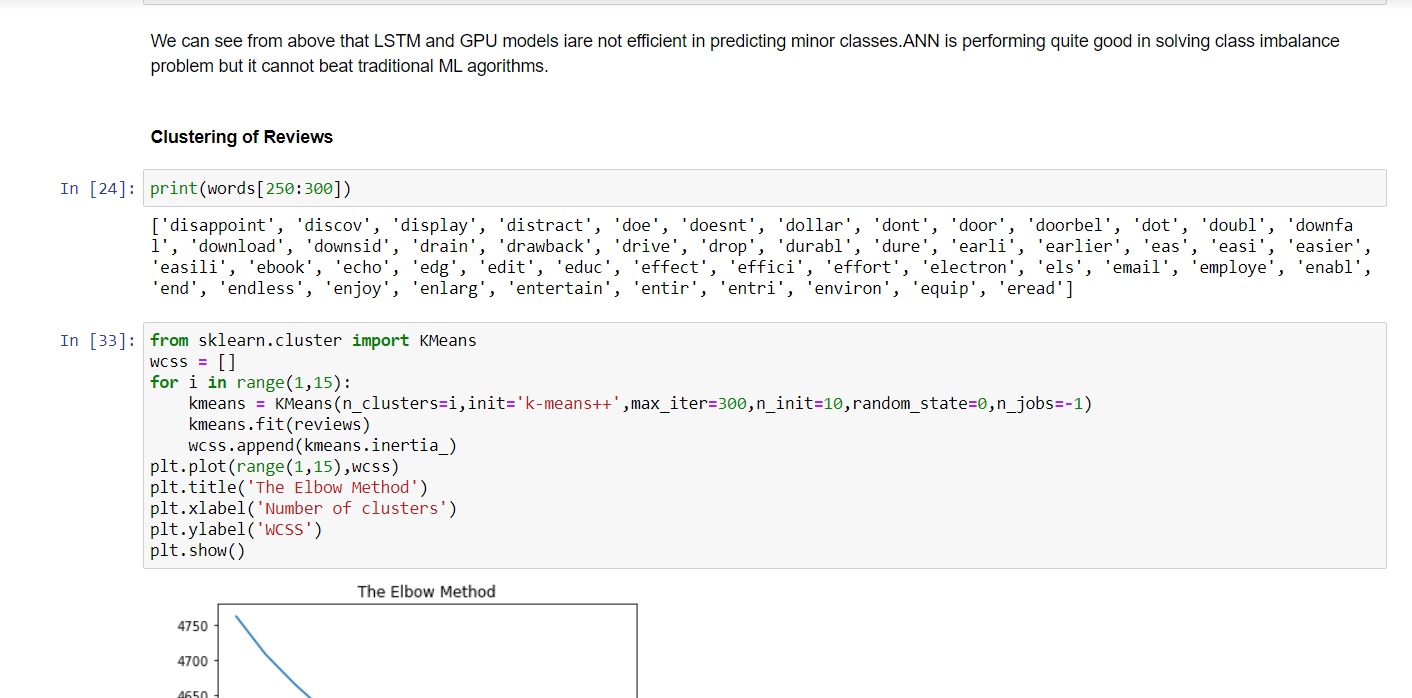 We can see from above that LSTM and GPU models iare not efficient in predicting minor classes.ANN is performing quite good in solving class imbalance
problem but it cannot beat traditional ML agorithms.
Clustering of Reviews
In [24]: print(words[250:300])
['disappoint', 'discov', 'display', 'distract', 'doe', 'doesnt', 'dollar', 'dont', 'door', 'doorbel', 'dot', 'doubl', 'downfa
l', 'download', 'downsid', 'drain', 'drawback', 'drive', 'drop', 'durabl', 'dure', 'earli', 'earlier', 'eas', 'easi', 'easier',
'easili', 'ebook', 'echo', 'edg', 'edit', 'educ', 'effect', 'effici', 'effort', 'electron', 'els', 'email', 'employe', 'enabl',
'end', 'endless', 'enjoy', 'enlarg', 'entertain', 'entir', 'entri', 'environ', 'equip', 'eread']
In [33]: from sklearn.cluster import KMeans
wcss = []
for i in range(1,15):
    kmeans = KMeans(n_clusters=i,init='k-means++',max_iter=300,n_init=10,random_state=0,n_jobs=-1)
    kmeans.fit(reviews)
    wcss.append(kmeans.inertia_)
plt.plot(range(1,15),wcss)
plt.title('The Elbow Method')
plt.xlabel('Number of clusters')
plt.ylabel('WCSS')
plt.show()
The Elbow Method
4750
4700
4650